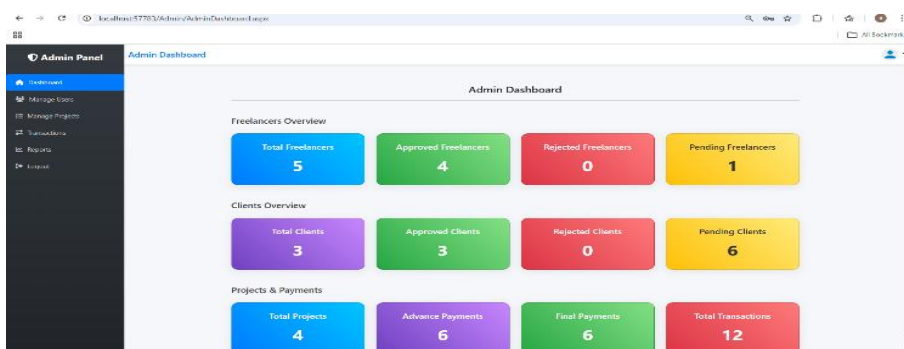 localhost:57783/Admin/AdminDashboard.aspx
All Bookmark
Admin Panel
Admin Dashboard
Dashboard
Manage Users
Manage Projects
Transactions
Reports
Logout
Admin Dashboard
Freelancers Overview
Total Freelancers Approved Freelancers Rejected Freelancers Pending Freelancers
5 4 0 1
Clients Overview
Total Clients Approved Clients Rejected Clients Pending Clients
3 3 0 6
Projects & Payments
Total Projects Advance Payments Final Payments Total Transactions
4 6 6 12